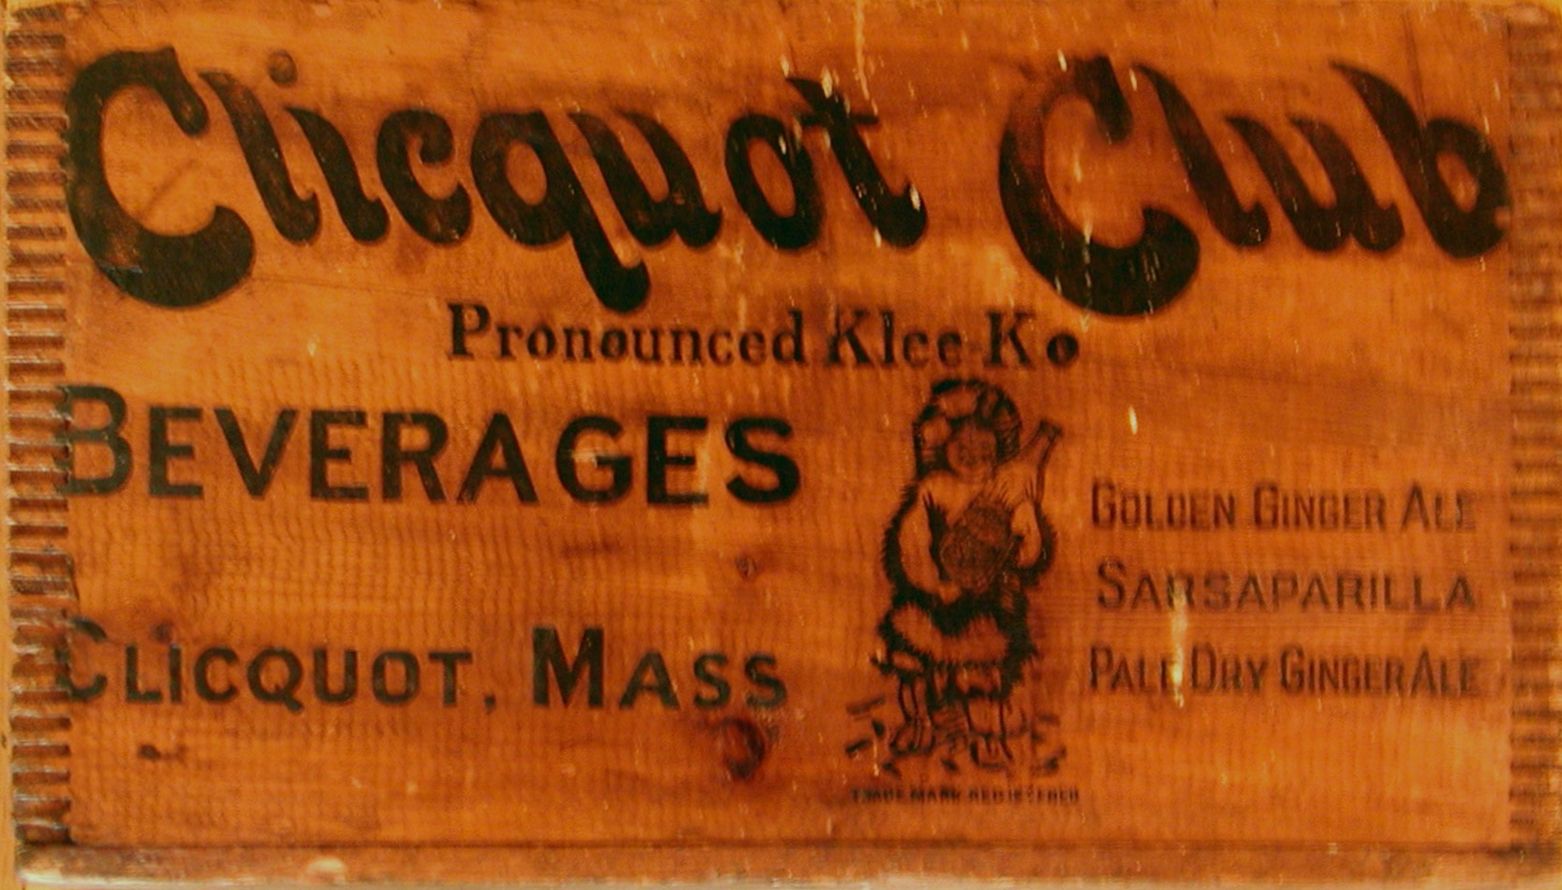 Clicquot Club
Pronounced Klee-Ko
BEVERAGES
CLICQUOT, MASS
GOLDEN GINGER ALE
SARSAPARILLA
PALE DRY GINGER ALE
TRADE MARK REGISTERED